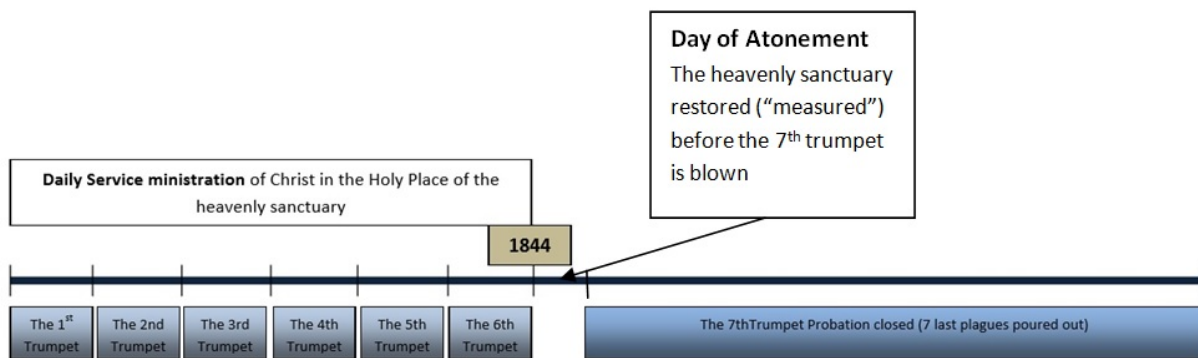 Day of Atonement
The heavenly sanctuary
restored (“measured”)
before the 7th trumpet
is blown
Daily Service ministration of Christ in the Holy Place of the
heavenly sanctuary
1844
The 1st
Trumpet
The 2nd
Trumpet
The 3rd
Trumpet
The 4th
Trumpet
The 5th
Trumpet
The 6th
Trumpet
The 7thTrumpet Probation closed (7 last plagues poured out)